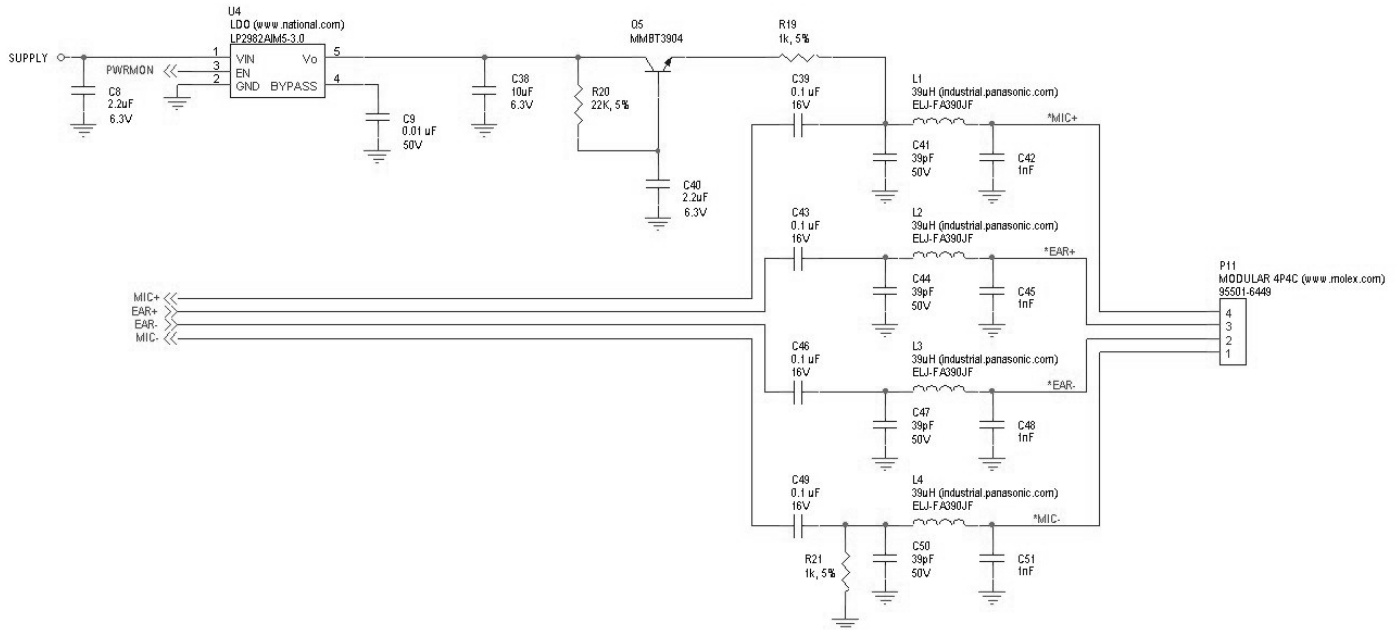 U4
LDO (www.national.com)
LP2982AIM5-3.0
SUPPLY
PWRMON
1
3
2
VIN
EN
GND
Vo
BYPASS
5
4
C8
2.2uF
6.3V
C9
0.01 uF
50V
C38
10uF
6.3V
R20
22K, 5%
Q5
MMBT3904
C40
2.2uF
6.3V
R19
1k, 5%
C39
0.1 uF
16V
L1
39uH (industrial.panasonic.com)
ELJ-FA390JF
*MIC+
C41
39pF
50V
C42
1nF
C43
0.1 uF
16V
L2
39uH (industrial.panasonic.com)
ELJ-FA390JF
*EAR+
C44
39pF
50V
C45
1nF
MIC+
EAR+
EAR-
MIC-
P11
MODULAR 4P4C (www.molex.com)
95501-6449
4
3
2
1
C46
0.1 uF
16V
L3
39uH (industrial.panasonic.com)
ELJ-FA390JF
*EAR-
C47
39pF
50V
C48
1nF
C49
0.1 uF
16V
L4
39uH (industrial.panasonic.com)
ELJ-FA390JF
*MIC-
R21
1k, 5%
C50
39pF
50V
C51
1nF